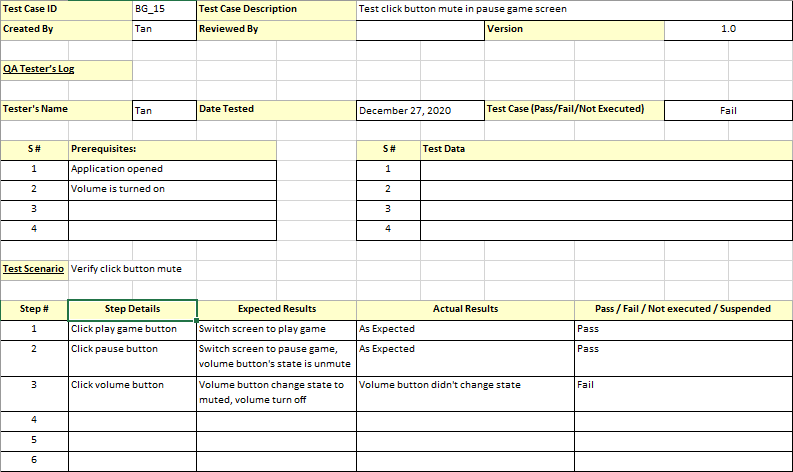 Test Case ID BG_15 Test Case Description Test click button mute in pause game screen
Created By Tan Reviewed By Version 1.0
QA Tester's Log
Tester's Name Tan Date Tested December 27, 2020 Test Case (Pass/Fail/Not Executed) Fail
S # Prerequisites: S # Test Data
1 Application opened 1
2 Volume is turned on 2
3 3
4 4
Test Scenario Verify click button mute
Step # Step Details Expected Results Actual Results Pass / Fail / Not executed / Suspended
1 Click play game button Switch screen to play game As Expected Pass
2 Click pause button Switch screen to pause game, As Expected Pass
volume button's state is unmute
3 Click volume button Volume button change state to Volume button didn't change state Fail
muted, volume turn off
4
5
6